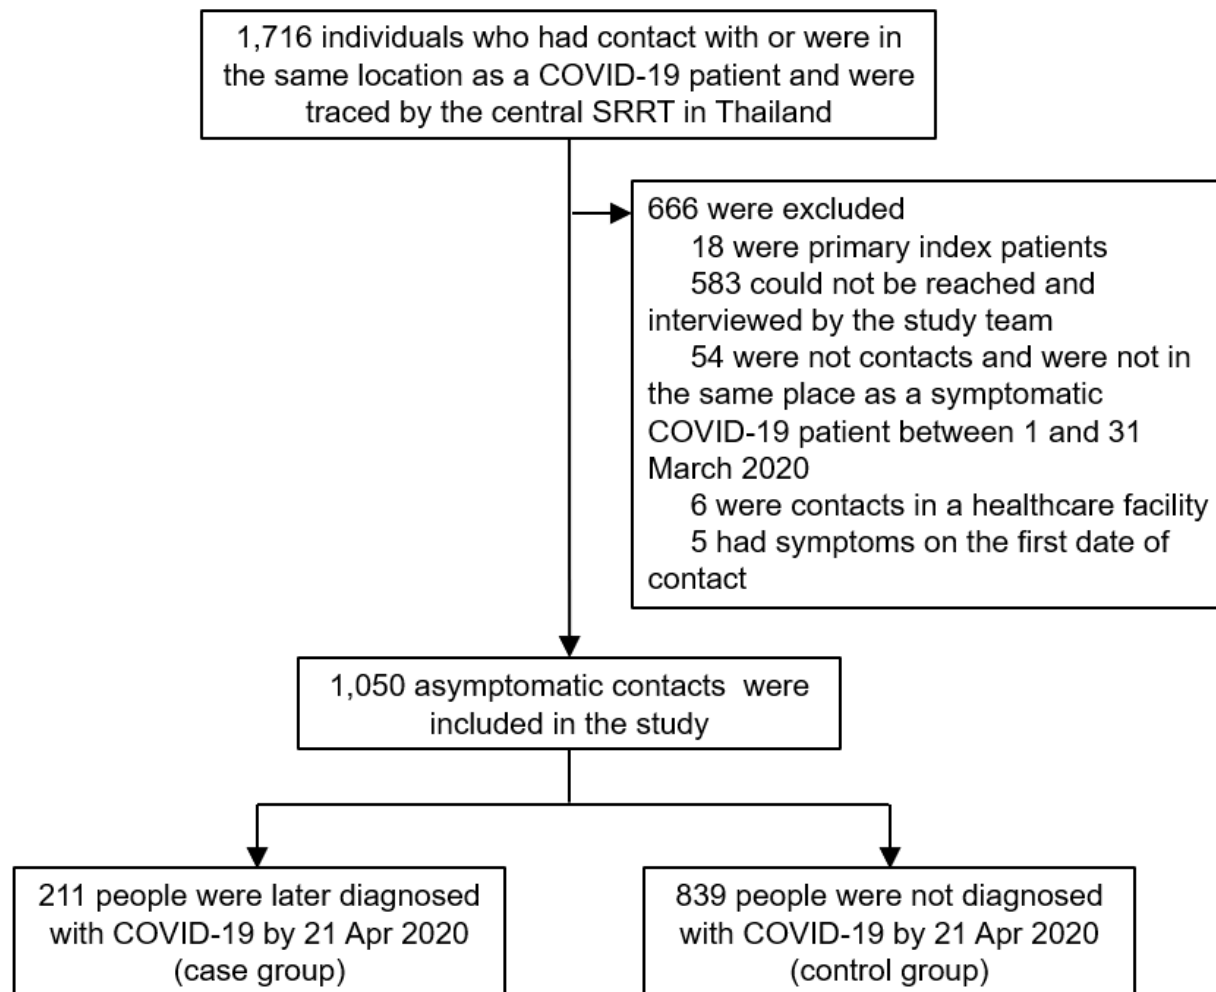 1,716 individuals who had contact with or were in
the same location as a COVID-19 patient and were
traced by the central SRRT in Thailand
666 were excluded
18 were primary index patients
583 could not be reached and
interviewed by the study team
54 were not contacts and were not in
the same place as a symptomatic
COVID-19 patient between 1 and 31
March 2020
6 were contacts in a healthcare facility
5 had symptoms on the first date of
contact
1,050 asymptomatic contacts  were
included in the study
211 people were later diagnosed
with COVID-19 by 21 Apr 2020
(case group)
839 people were not diagnosed
with COVID-19 by 21 Apr 2020
(control group)